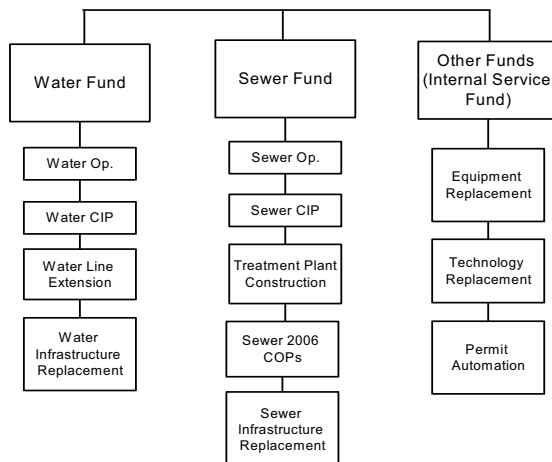 Water Fund
Water Op.
Water CIP
Water Line
Extension
Water
Infrastructure
Replacement
Sewer Fund
Sewer Op.
Sewer CIP
Treatment Plant
Construction
Sewer 2006
COPs
Sewer
Infrastructure
Replacement
Other Funds
(Internal Service
Fund)
Equipment
Replacement
Technology
Replacement
Permit
Automation